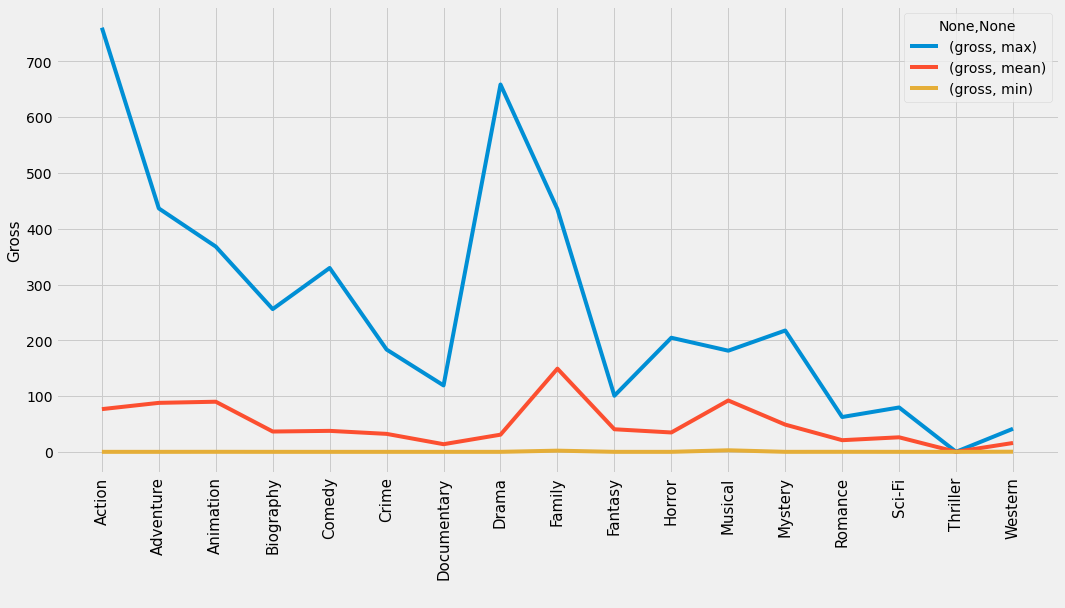 None,None
(gross, max)
(gross, mean)
(gross, min)
Gross
700
600
500
400
300
200
100
0
Action
Adventure
Animation
Biography
Comedy
Crime
Documentary
Drama
Family
Fantasy
Horror
Musical
Mystery
Romance
Sci-Fi
Thriller
Western